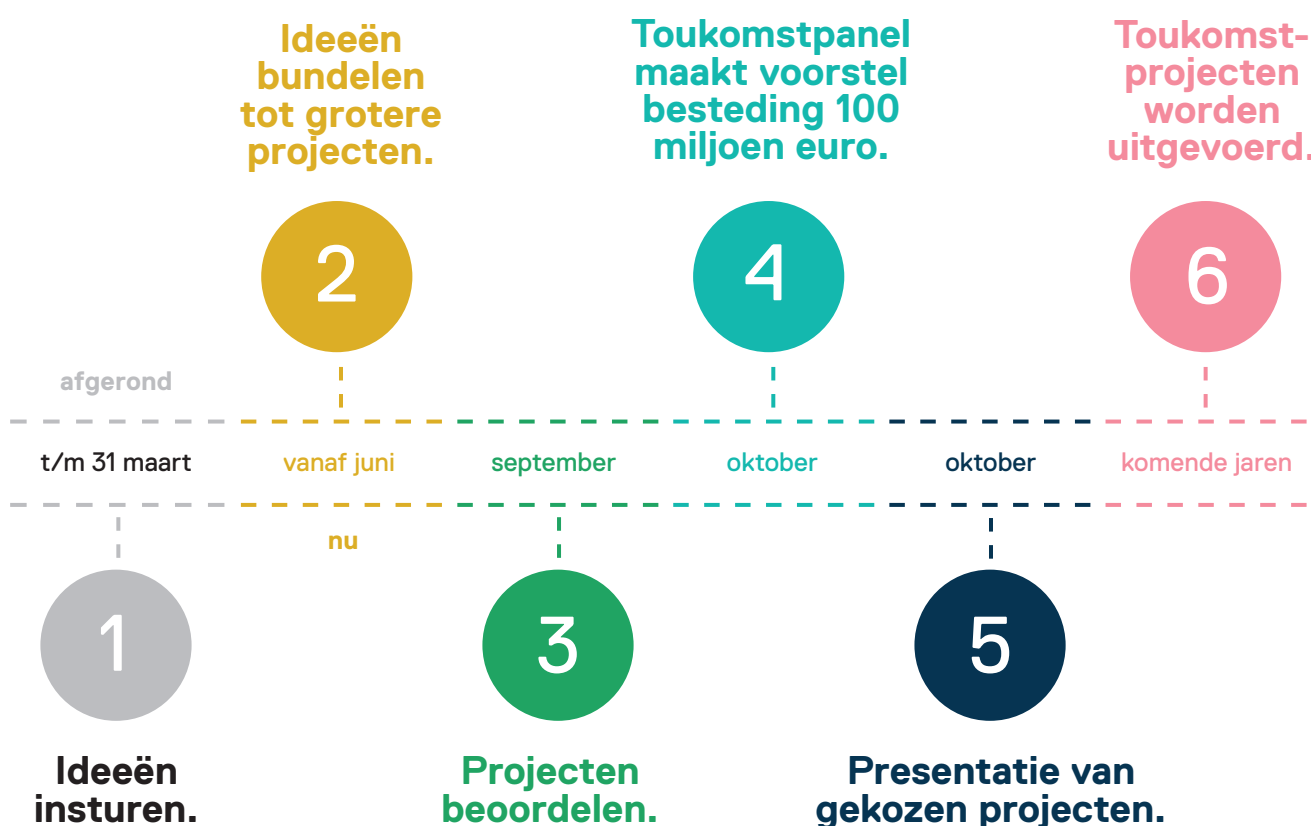 Ideeën
bundelen
tot grotere
projecten.
Toukomstpanel
maakt voorstel
besteding 100
miljoen euro.
Toukomst-
projecten
worden
uitgevoerd.
2
4
6
afgerond
t/m 31 maart
vanaf juni
september
oktober
oktober
komende jaren
nu
1
3
5
Ideeën
insturen.
Projecten
beoordelen.
Presentatie van
gekozen projecten.